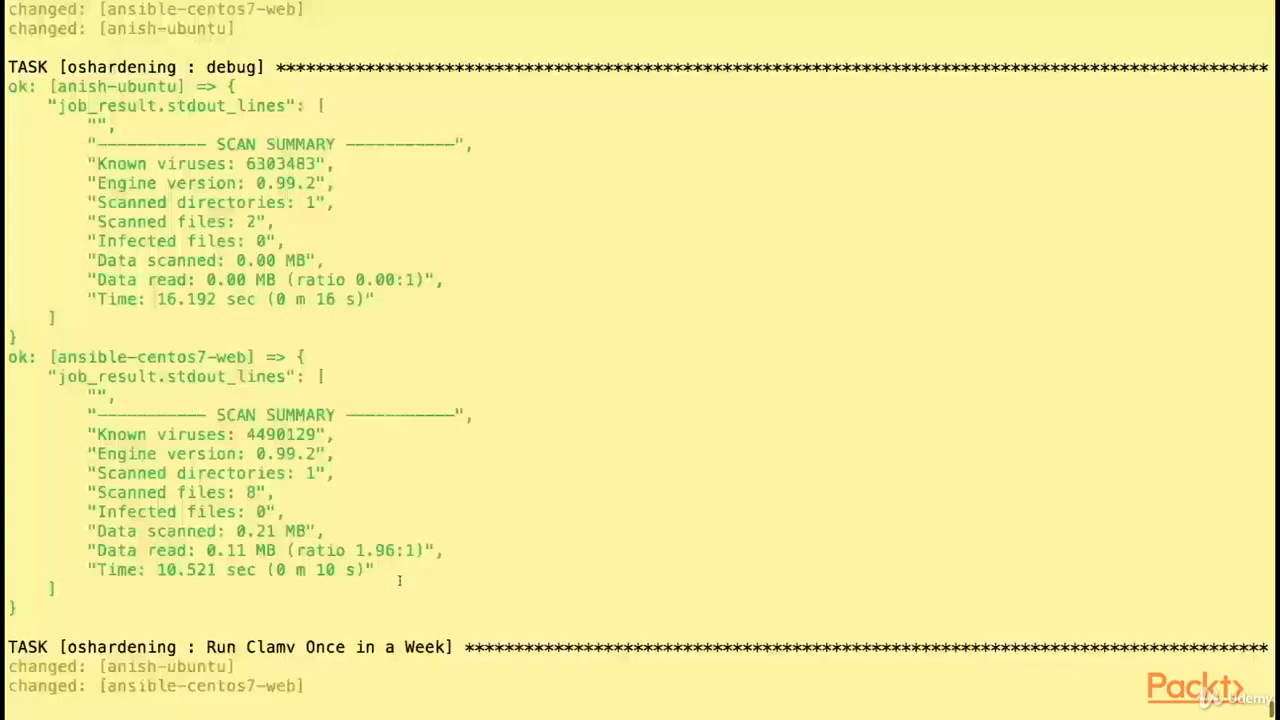 changed: [ansible-centos7-web]
changed: [anish-ubuntu]
TASK [oshardening : debug] ****************************************************************************************************
ok: [anish-ubuntu] => {
"job_result.stdout_lines": [
"",
"----------- SCAN SUMMARY -----------",
"Known viruses: 6303483",
"Engine version: 0.99.2",
"Scanned directories: 1",
"Scanned files: 2",
"Infected files: 0",
"Data scanned: 0.00 MB",
"Data read: 0.00 MB (ratio 0.00:1)",
"Time: 16.192 sec (0 m 16 s)"
]
}
ok: [ansible-centos7-web] => {
"job_result.stdout_lines": [
"",
"----------- SCAN SUMMARY -----------",
"Known viruses: 4490129",
"Engine version: 0.99.2",
"Scanned directories: 1",
"Scanned files: 8",
"Infected files: 0",
"Data scanned: 0.21 MB",
"Data read: 0.11 MB (ratio 1.96:1)",
"Time: 10.521 sec (0 m 10 s)"
]
}
TASK [oshardening : Run Clamv Once in a Week] *********************************************************************************
changed: [anish-ubuntu]
changed: [ansible-centos7-web]
Packt>
Udemy